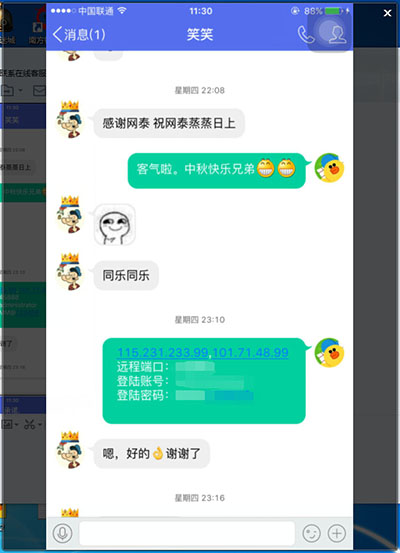 中国联通
11:30
86%
消息(1)
笑笑
星期四 22:08
感谢网泰 祝网泰蒸蒸日上
客气啦。中秋快乐兄弟
同乐同乐
星期四 23:10
115.231.233.99,101.71.48.99
远程端口：
登陆账号：
登陆密码：
嗯，好的👌谢谢了
星期四 23:16